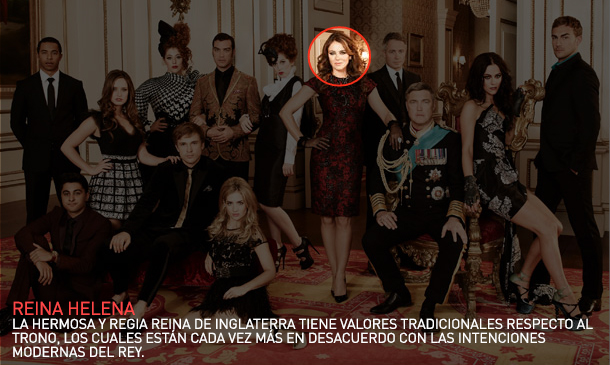 REINA HELENA
LA HERMOSA Y REGIA REINA DE INGLATERRA TIENE VALORES TRADICIONALES RESPECTO AL
TRONO, LOS CUALES ESTÁN CADA VEZ MÁS EN DESACUERDO CON LAS INTENCIONES
MODERNAS DEL REY.